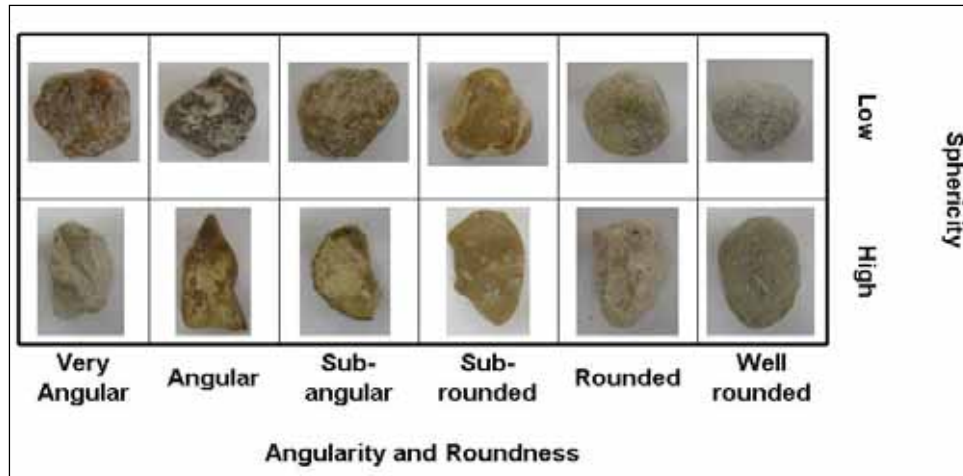 Low
High
Sphericity
Very
Angular
Angular
Sub-
angular
Sub-
rounded
Rounded
Well
rounded
Angularity and Roundness